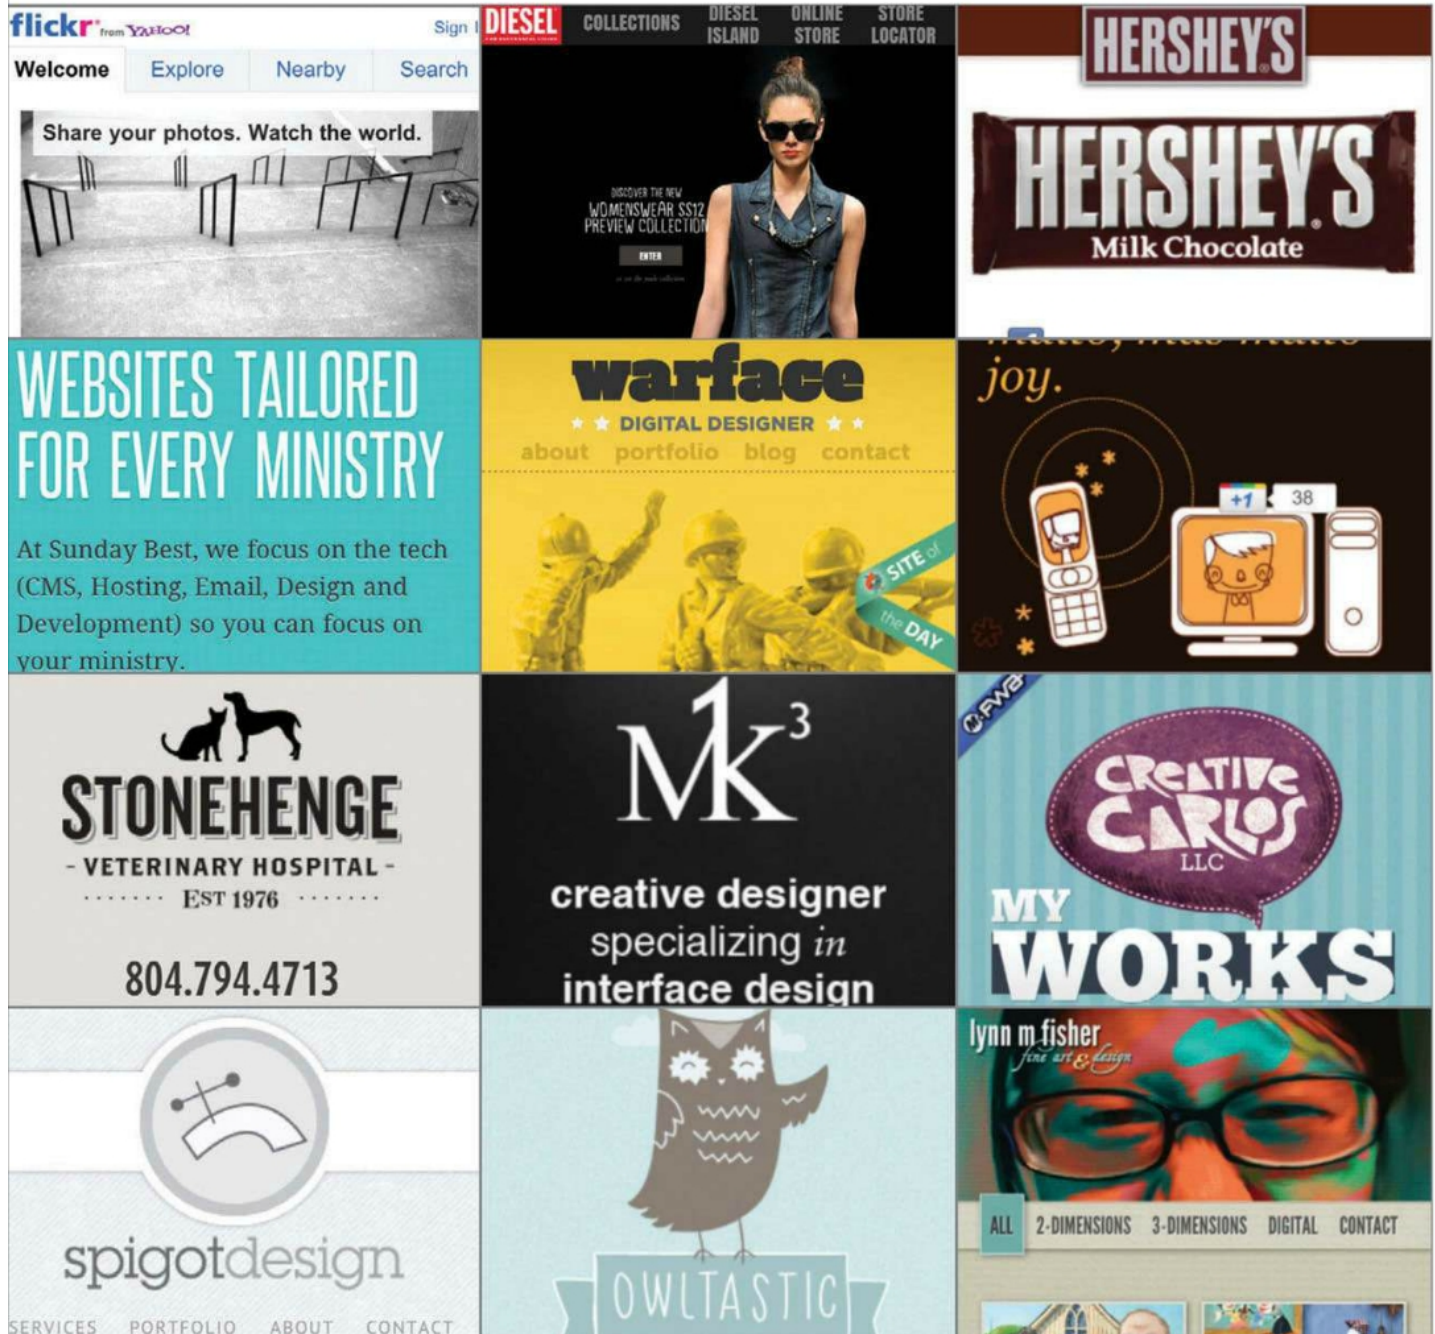 flickr from YAHOO!
Sign
Welcome
Explore
Nearby
Search
Share your photos. Watch the world.
DIESEL
COLLECTIONS
DIESEL
ISLAND
ONLINE
STORE
STORE
LOCATOR
DISCOVER THE NEW
WOMENSWEAR SS12
PREVIEW COLLECTION
ENTER
HERSHEY'S
HERSHEY'S
Milk Chocolate
WEBSITES TAILORED
FOR EVERY MINISTRY
At Sunday Best, we focus on the tech
(CMS, Hosting, Email, Design and
Development) so you can focus on
your ministry.
warface
DIGITAL DESIGNER
about portfolio blog contact
SITE of
the DAY
joy.
+1
38
STONEHENGE
- VETERINARY HOSPITAL -
EST 1976
804.794.4713
M1K3
creative designer
specializing in
interface design
M-FWA
CREATIVE
CARLOS
LLC
MY
WORKS
spigotdesign
SERVICES PORTFOLIO ABOUT CONTACT
OWLTASTIC
lynn m fisher
fine art & design
ALL 2-DIMENSIONS 3-DIMENSIONS DIGITAL CONTACT